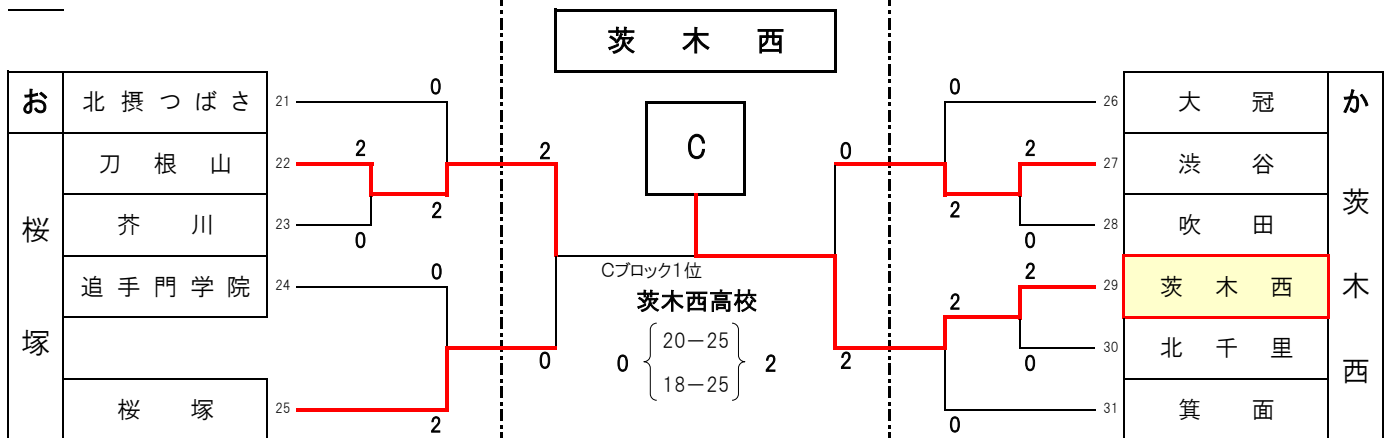 茨木西
C
お
桜塚
北摂つばさ 21 0
刀根山 22 2
2
2
芥川 23 0
追手門学院 24 0
0
桜塚 25 2
Cブロック1位
茨木西高校
0 20-25 2
18-25
0 26 大冠
0
2 27 渋谷
2
0 28 吹田
2 29 茨木西
2
2
0 30 北千里
0 31 箕面
か
茨木西